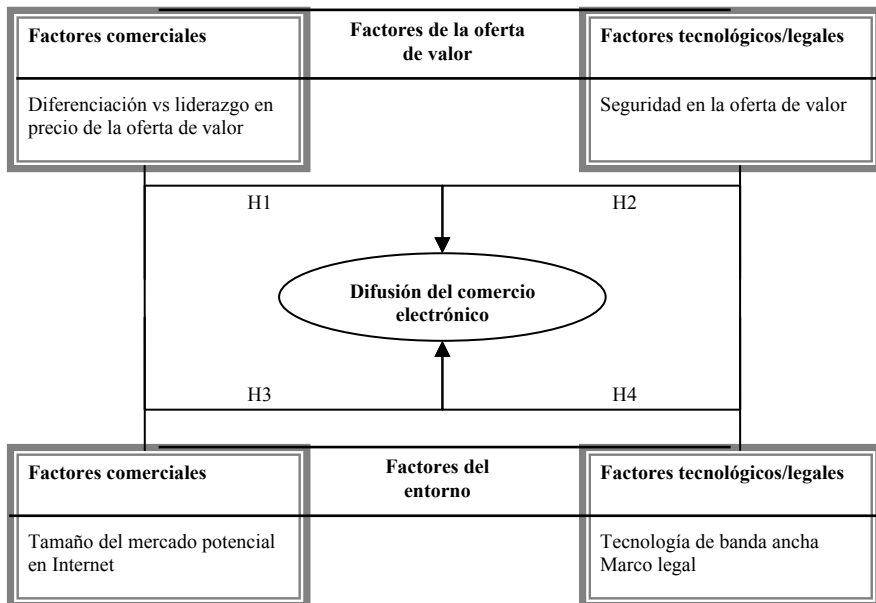 Factores comerciales
Factores de la oferta
de valor
Factores tecnológicos/legales
Diferenciación vs liderazgo en
precio de la oferta de valor
Seguridad en la oferta de valor
H1
H2
Difusión del comercio
electrónico
H3
H4
Factores comerciales
Factores del
entorno
Factores tecnológicos/legales
Tamaño del mercado potencial
en Internet
Tecnología de banda ancha
Marco legal